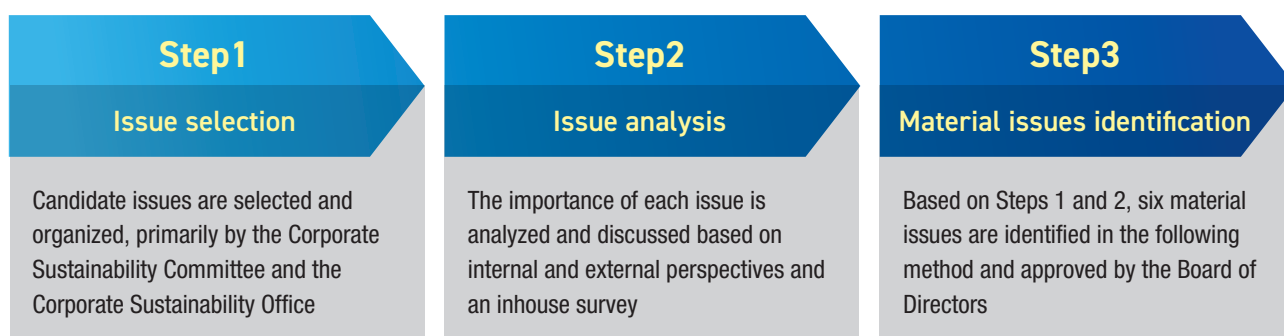 Step1
Issue selection
Candidate issues are selected and
organized, primarily by the Corporate
Sustainability Committee and the
Corporate Sustainability Office
Step2
Issue analysis
The importance of each issue is
analyzed and discussed based on
internal and external perspectives and
an inhouse survey
Step3
Material issues identification
Based on Steps 1 and 2, six material
issues are identified in the following
method and approved by the Board of
Directors